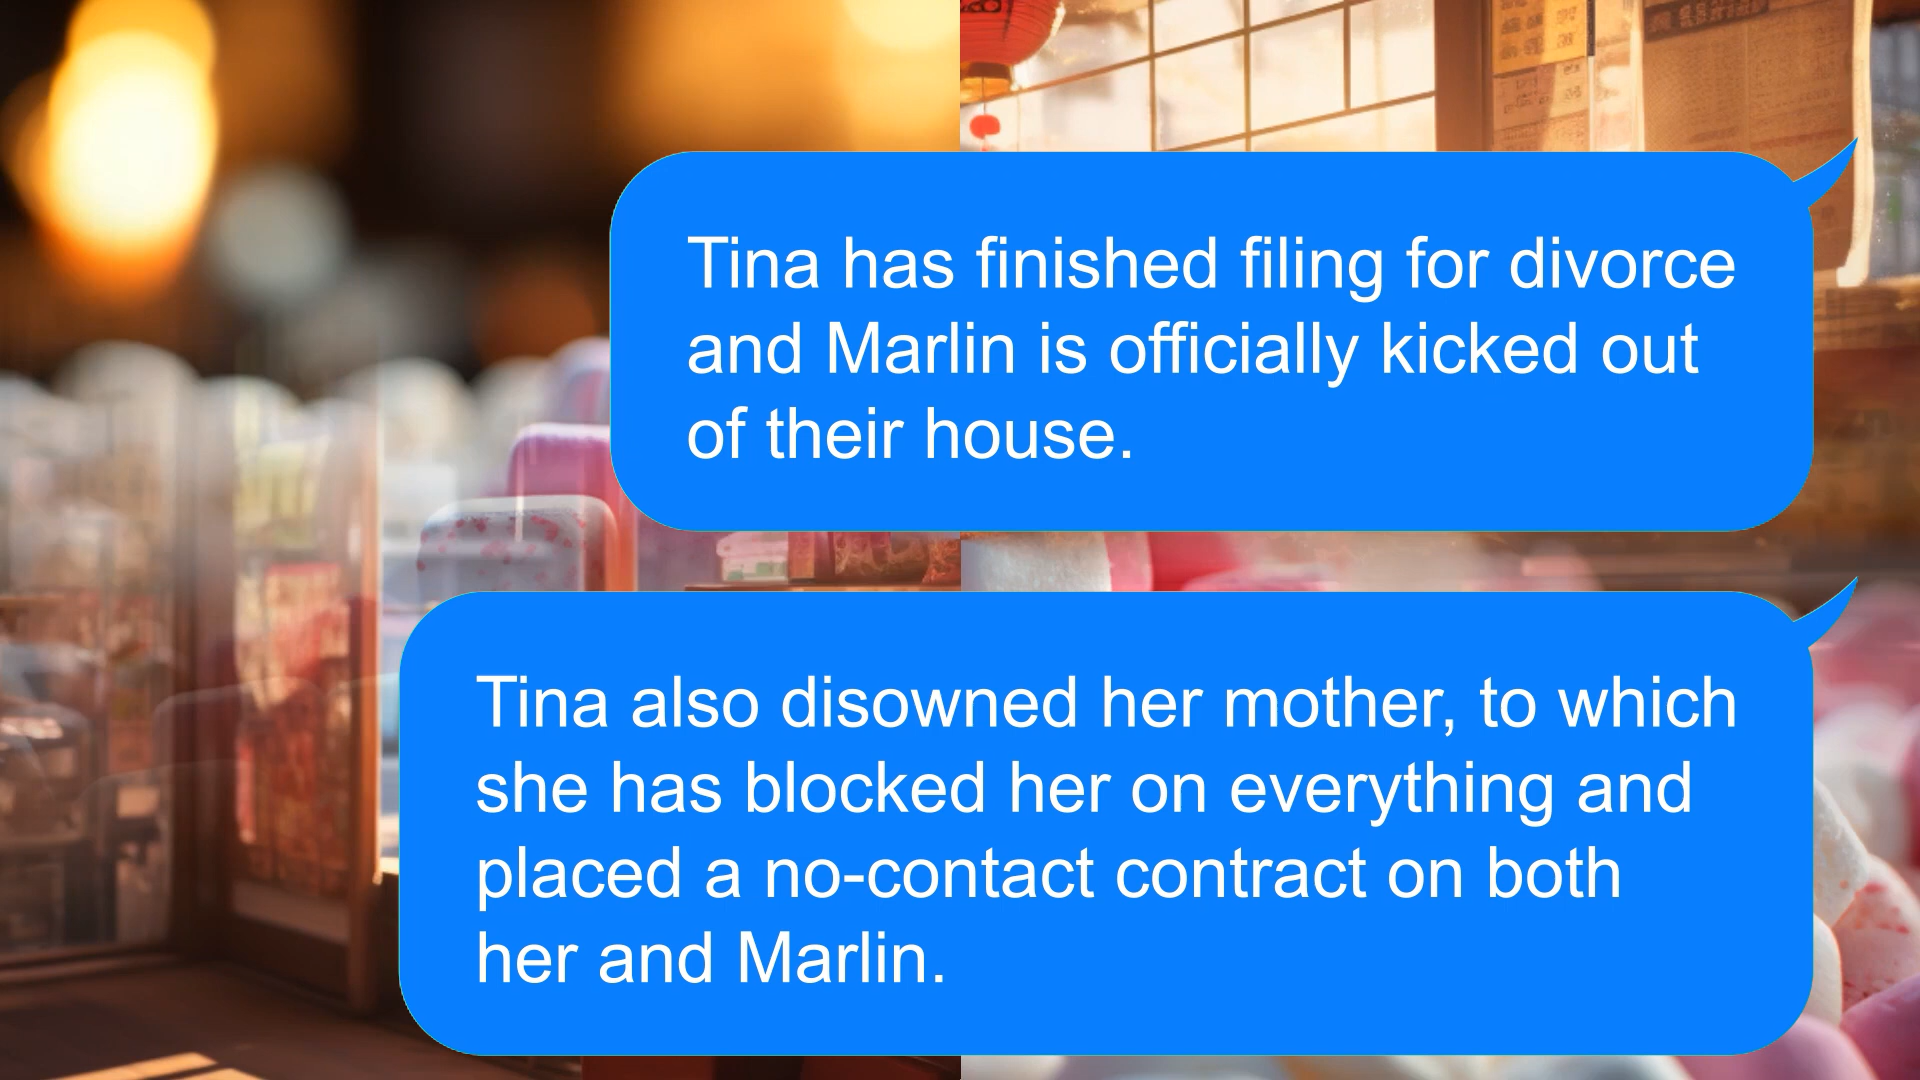 Tina has finished filing for divorce
and Marlin is officially kicked out
of their house.
Tina also disowned her mother, to which
she has blocked her on everything and
placed a no-contact contract on both
her and Marlin.